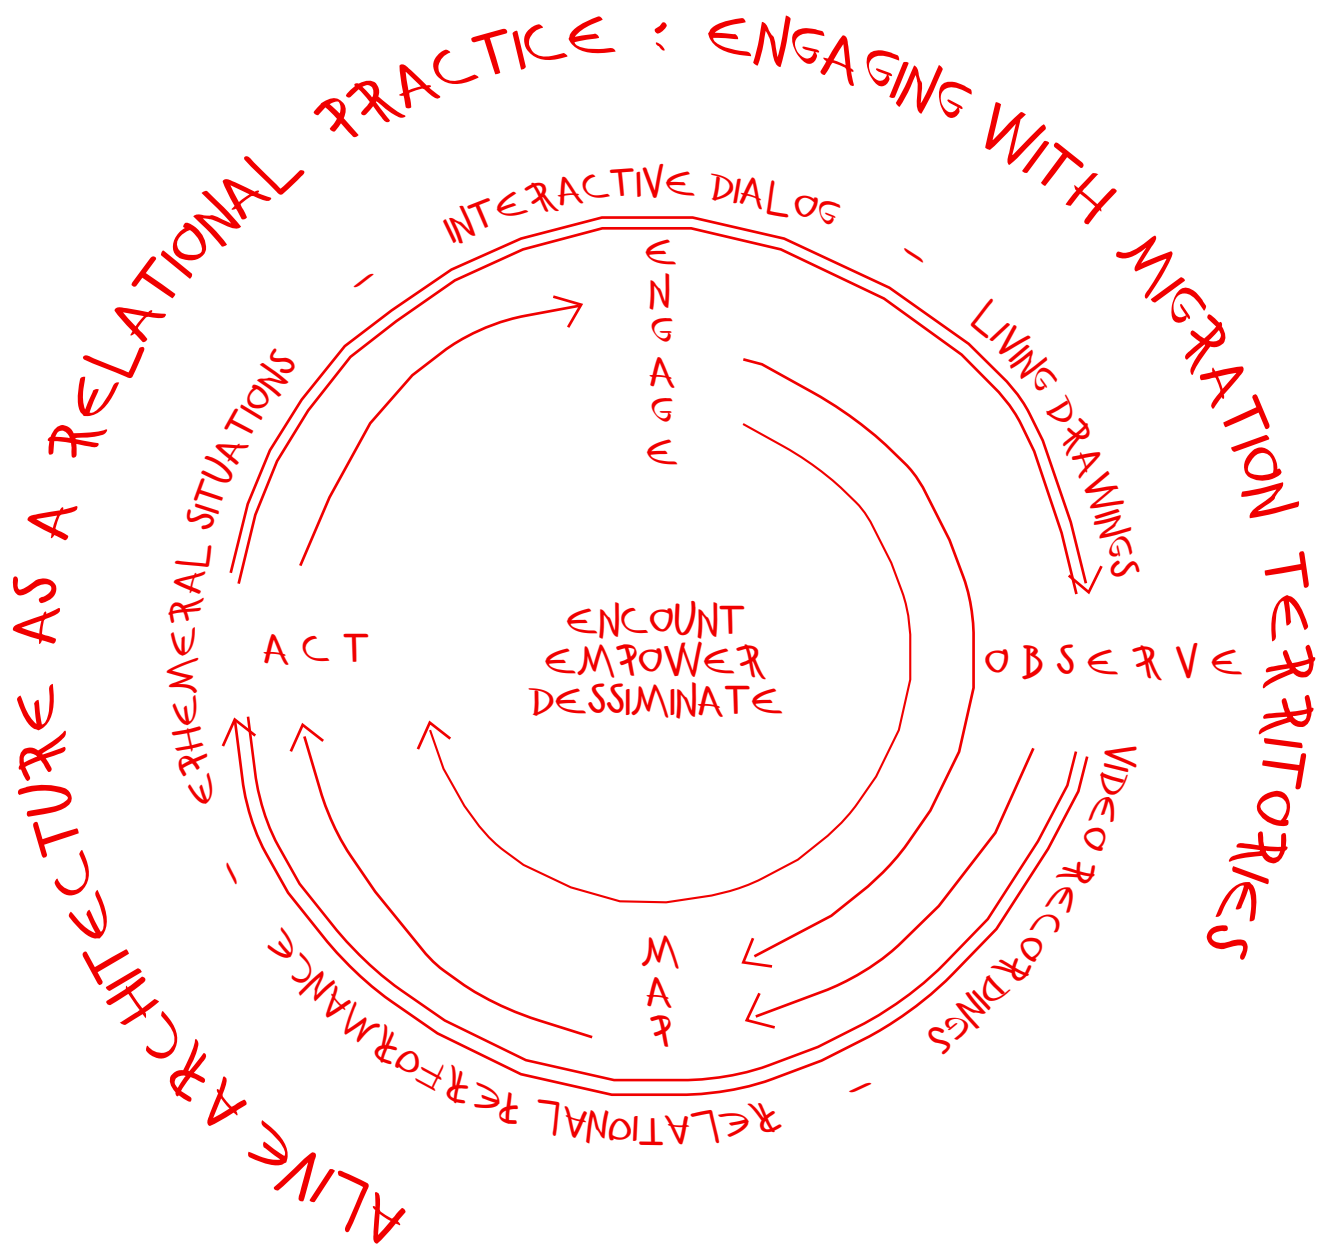 ALIVE ARCHITECTURE AS A RELATIONAL PRACTICE : ENGAGING WITH MIGRATION TERRITORIES
EPHEMERAL SITUATIONS - INTERACTIVE DIALOG - LIVING DRAWINGS
VIDEO RECORDINGS - RELATIONAL PERFORMANCE -
ENGAGE
ACT
OBSERVE
MAP
ENCOUNT
EMPOWER
DESSIMINATE